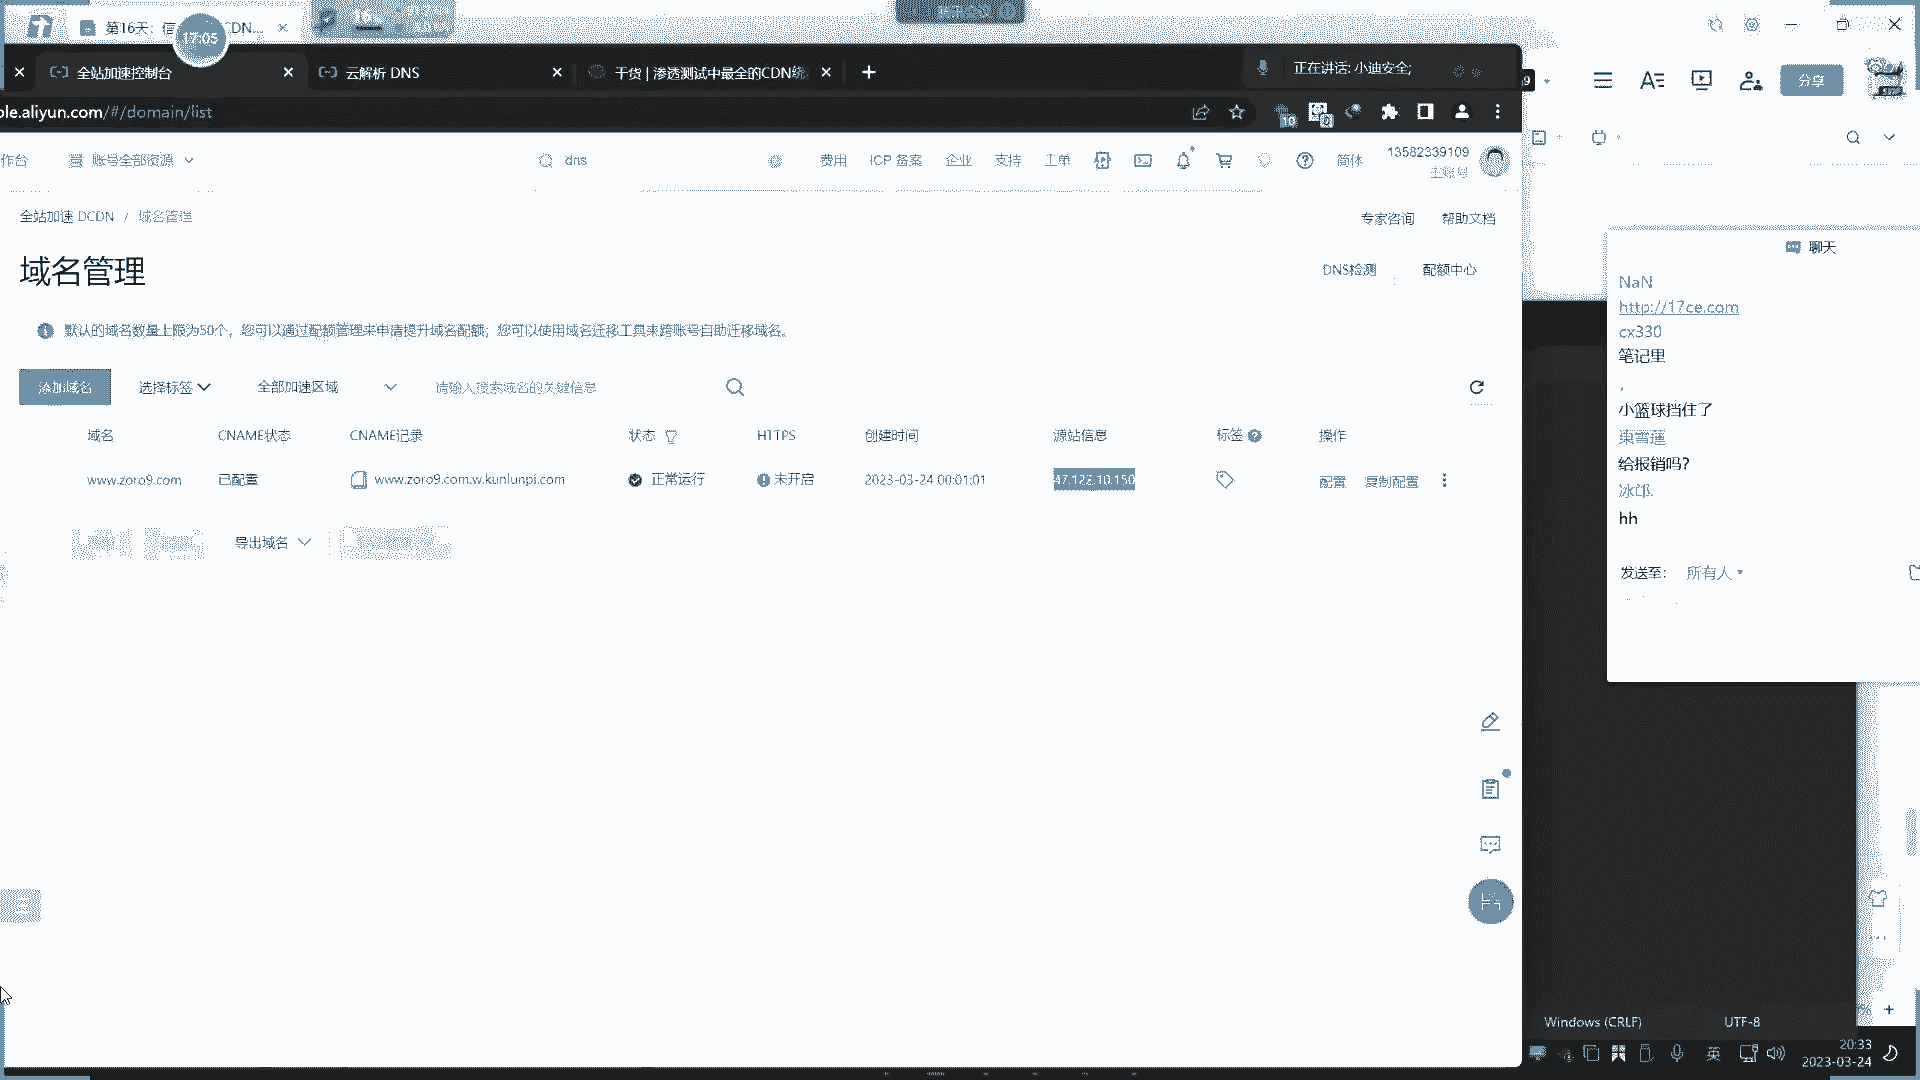 第16天：信
DN...
17:05
16
全站加速控制台
云解析 DNS
干货 | 渗透测试中最全的CDN绕
正在讲话: 小迪安全;
分享
ole.aliyun.com/#/domain/list
10
作台
账号全部资源
dns
费用
ICP 备案
企业
支持
工单
简体
13582339109
主账号
全站加速 DCDN / 域名管理
专家咨询
帮助文档
域名管理
DNS检测
配额中心
默认的域名数量上限为50个，您可以通过配额管理来申请提升域名配额；您可以使用域名迁移工具来跨账号自助迁移域名。
添加域名
选择标签
全部加速区域
请输入搜索域名的关键信息
域名
CNAME状态
CNAME记录
状态
HTTPS
创建时间
源站信息
标签
操作
www.zoro9.com
已配置
www.zoro9.com.w.kunlunpi.com
正常运行
未开启
2023-03-24 00:01:01
47.122.10.150
配置
复制配置
导出域名
聊天
NaN
http://17ce.com
cx330
笔记里
,
小篮球挡住了
给报销吗?
hh
发送至：
所有人
Windows (CRLF)
UTF-8
英
20:33
2023-03-24